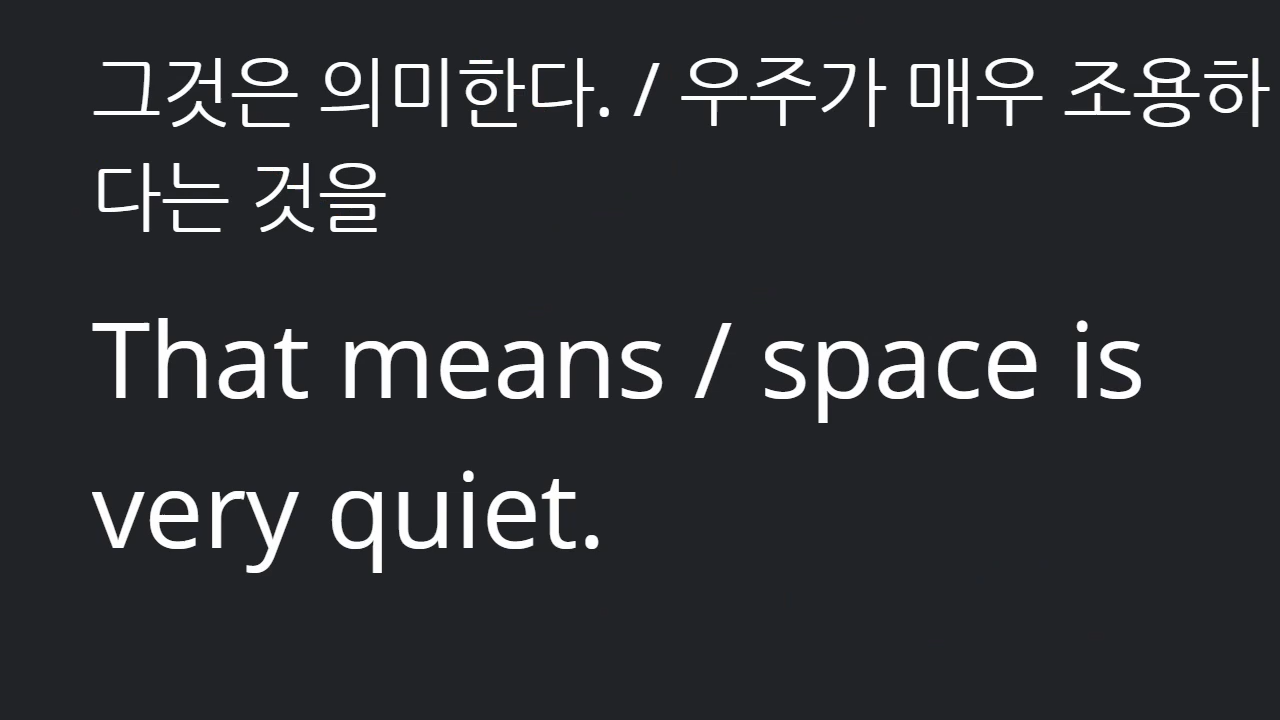 그것은 의미한다. / 우주가 매우 조용하
다는 것을
That means / space is
very quiet.